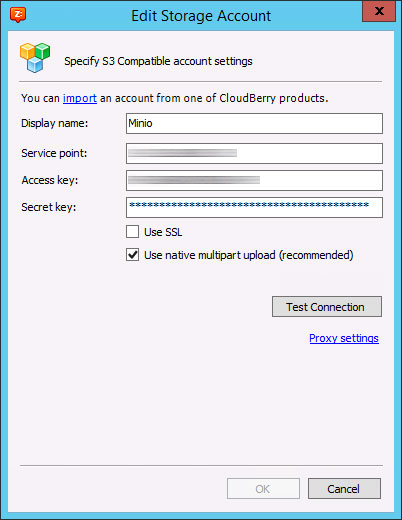 Edit Storage Account
Specify S3 Compatible account settings
You can import an account from one of CloudBerry products.
Display name: Minio
Service point:
Access key:
Secret key: ****************************************
Use SSL
Use native multipart upload (recommended)
Test Connection
Proxy settings
OK Cancel